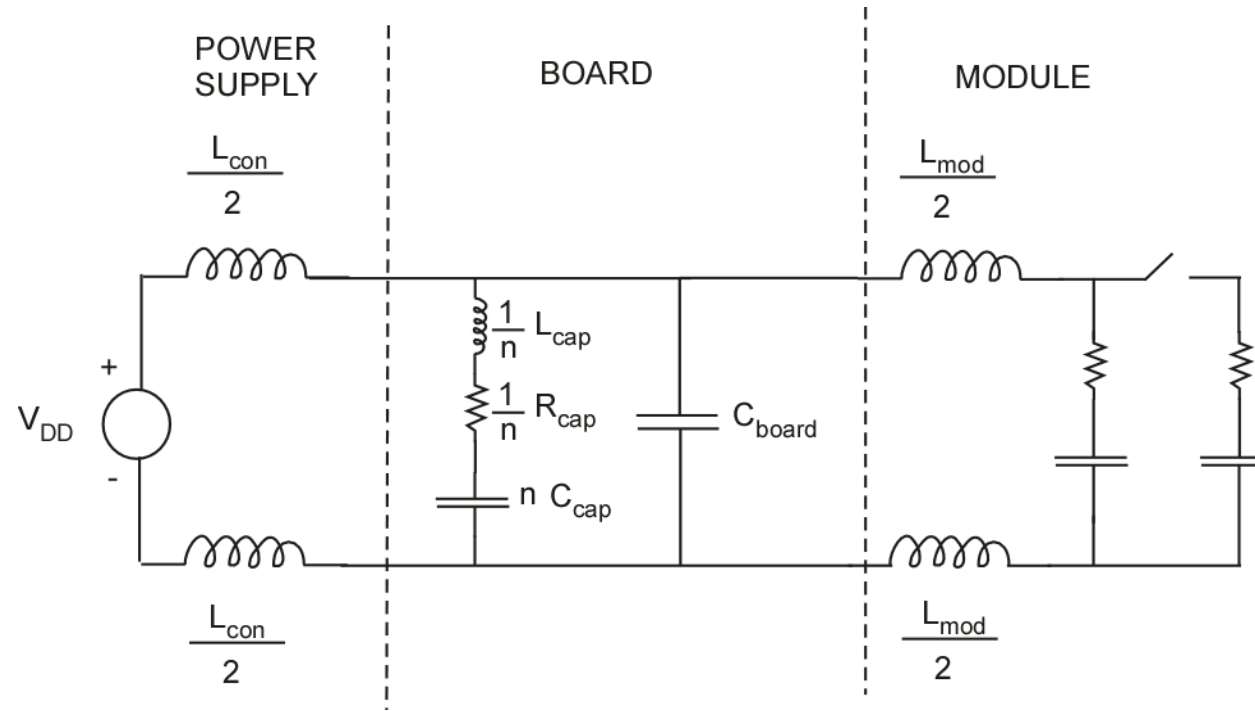 POWER
SUPPLY
BOARD
MODULE
L_con
2
L_mod
2
+
V_DD
-
1
n
L_cap
1
n
R_cap
n C_cap
C_board
L_con
2
L_mod
2